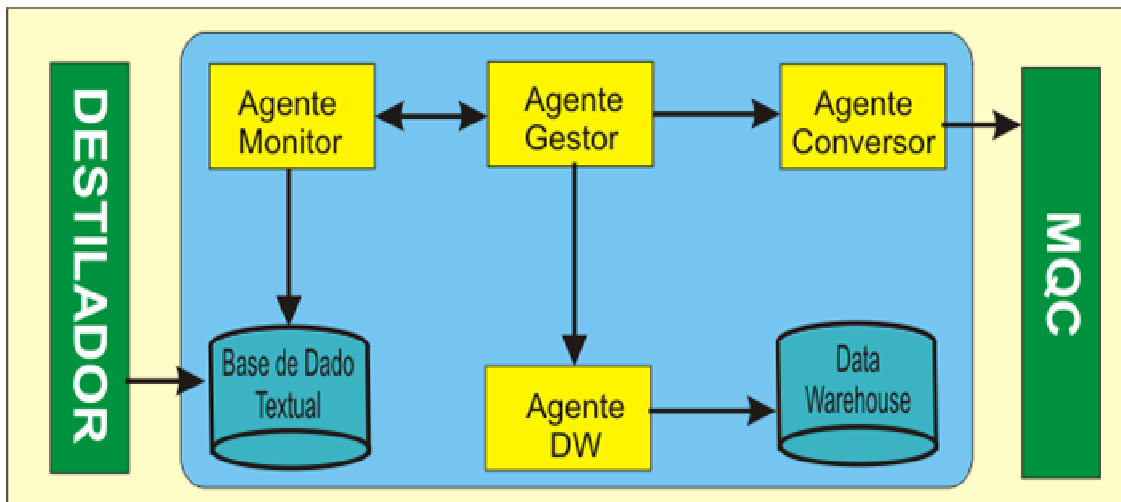 DESTILADOR
Agente
Monitor
Agente
Gestor
Agente
Conversor
MQC
Base de Dado
Textual
Agente
DW
Data
Warehouse